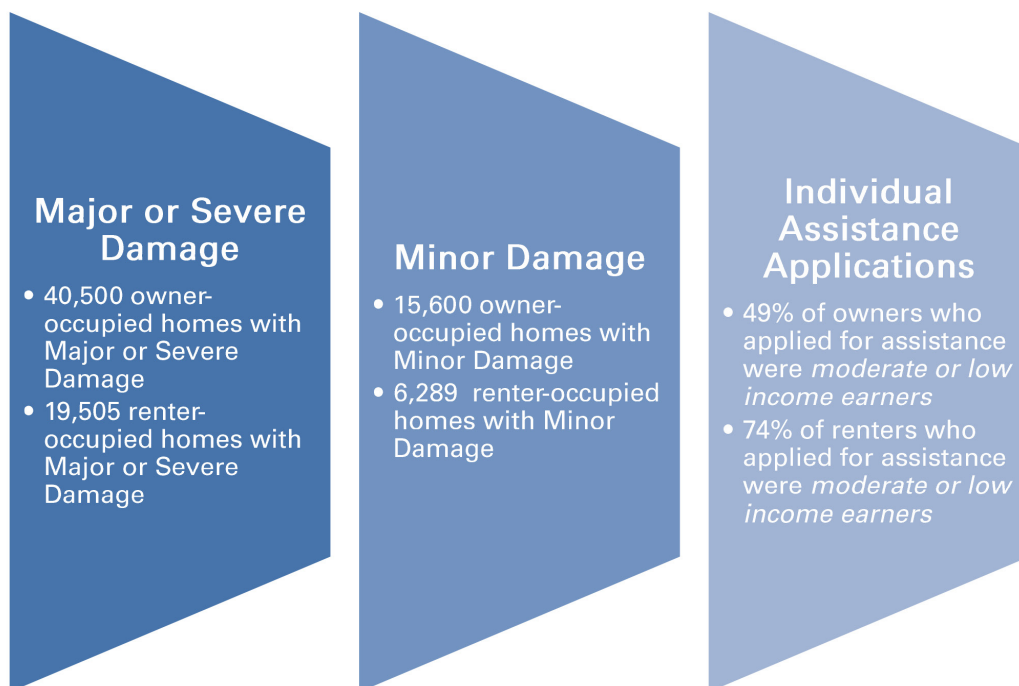 Major or Severe
Damage
• 40,500 owner-
occupied homes with
Major or Severe
Damage
• 19,505 renter-
occupied homes with
Major or Severe
Damage
Minor Damage
• 15,600 owner-
occupied homes with
Minor Damage
• 6,289 renter-occupied
homes with Minor
Damage
Individual
Assistance
Applications
• 49% of owners who
applied for assistance
were moderate or low
income earners
• 74% of renters who
applied for assistance
were moderate or low
income earners